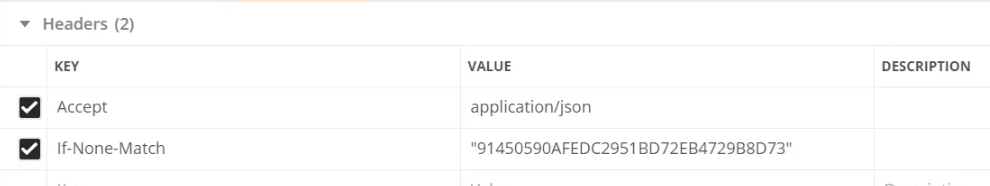 Headers (2)
KEY VALUE DESCRIPTION
Accept application/json
If-None-Match "91450590AFEDC2951BD72EB4729B8D73"